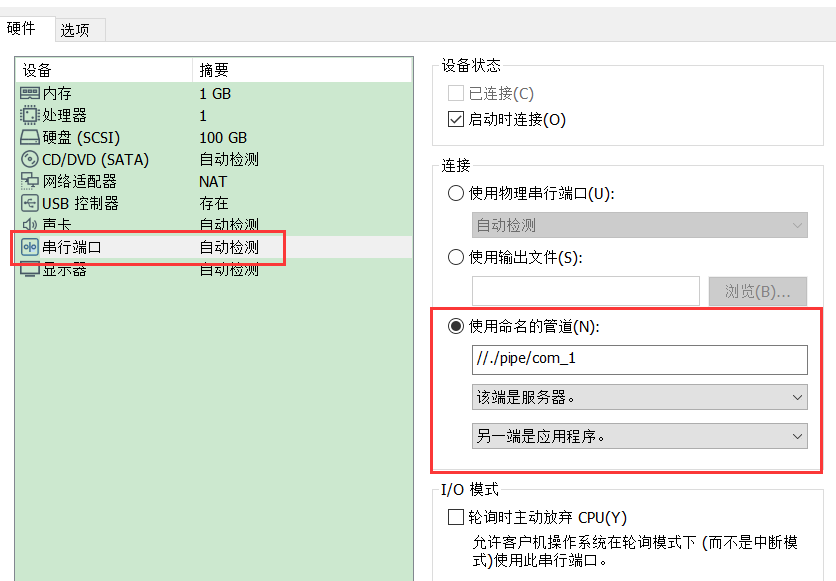 硬件 选项
设备 摘要
内存 1 GB
处理器 1
硬盘 (SCSI) 100 GB
CD/DVD (SATA) 自动检测
网络适配器 NAT
USB 控制器 存在
声卡 自动检测
串行端口 自动检测
显示器 自动检测
设备状态
已连接(C)
启动时连接(O)
连接
使用物理串行端口(U):
自动检测
使用输出文件(S):
浏览(B)...
使用命名的管道(N):
//./pipe/com_1
该端是服务器。
另一端是应用程序。
I/O 模式
轮询时主动放弃 CPU(Y)
允许客户机操作系统在轮询模式下 (而不是中断模
式)使用此串行端口。